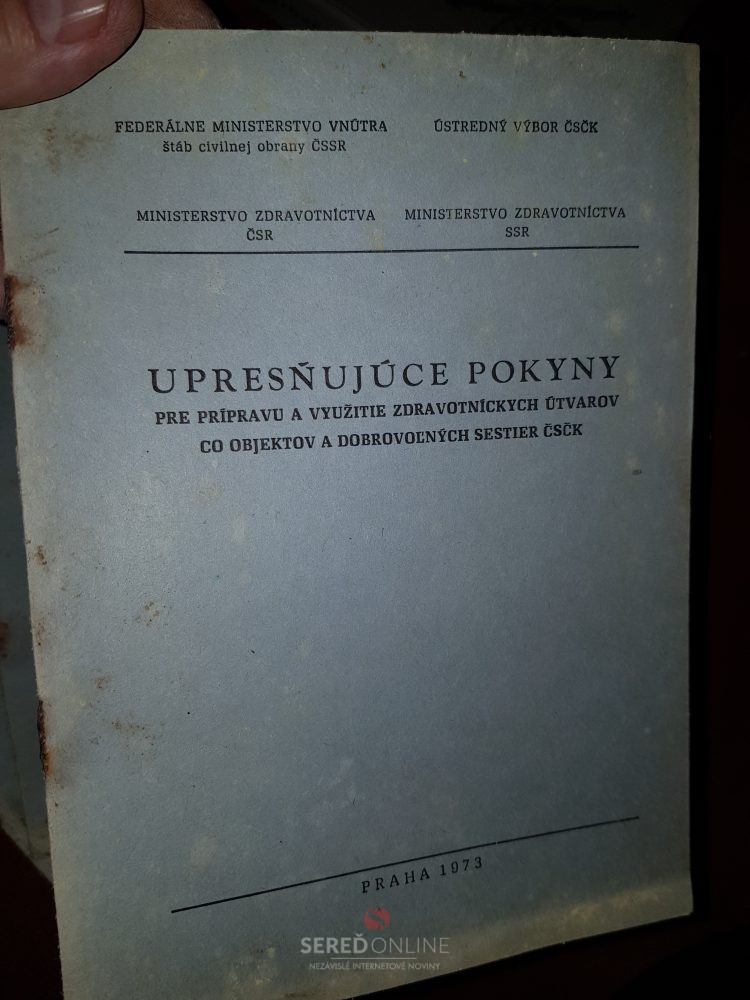 FEDERÁLNE MINISTERSTVO VNÚTRA
štáb civilnej obrany ČSSR
ÚSTREDNÝ VÝBOR ČSČK
MINISTERSTVO ZDRAVOTNÍCTVA
ČSR
MINISTERSTVO ZDRAVOTNÍCTVA
SSR
UPRESŇUJÚCE POKYNY
PRE PRÍPRAVU A VYUŽITIE ZDRAVOTNÍCKYCH ÚTVAROV
CO OBJEKTOV A DOBROVOĽNÝCH SESTIER ČSČK
PRAHA 1973
SEREĎONLINE
NEZÁVISLÉ INTERNETOVÉ NOVINY